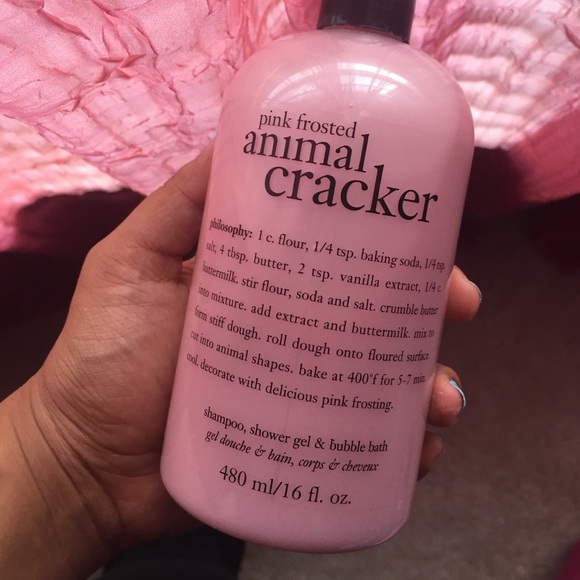 pink frosted
animal
cracker
philosophy: 1 c. flour, 1/4 tsp. baking soda, 1/4 tsp.
salt, 4 tbsp. butter, 2 tsp. vanilla extract, 1/4 c.
buttermilk. stir flour, soda and salt. crumble butter
into mixture. add extract and buttermilk. mix to
form stiff dough. roll dough onto floured surface.
cut into animal shapes. bake at 400°f for 5-7 min.
cool. decorate with delicious pink frosting.
shampoo, shower gel & bubble bath
gel douche & bain, corps & cheveux
480 ml/16 fl. oz.